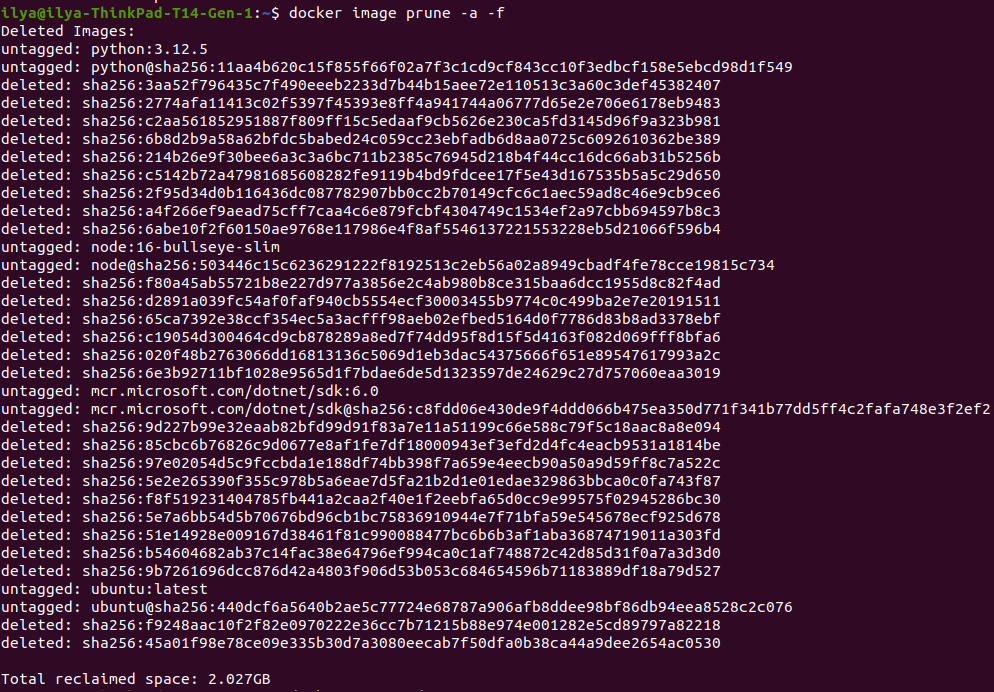 ilya@ilya-ThinkPad-T14-Gen-1:~$ docker image prune -a -f
Deleted Images:
untagged: python:3.12.5
untagged: python@sha256:11aa4b620c15f855f66f02a7f3c1cd9cf843cc10f3edbcf158e5ebcd98d1f549
deleted: sha256:3aa52f796435c7f490eeeb2233d7b44b15aee72e110513c3a60c3def45382407
deleted: sha256:2774afa11413c02f5397f45393e8ff4a941744a06777d65e2e706e6178eb9483
deleted: sha256:c2aa561852951887f809ff15c5edaaf9cb5626e230ca5fd3145d96f9a323b981
deleted: sha256:6b8d2b9a58a62bfdc5babed24c059cc23ebfadb6d8aa0725c6092610362be389
deleted: sha256:214b26e9f30bee6a3c3a6bc711b2385c76945d218b4f44cc16dc66ab31b5256b
deleted: sha256:c5142b72a47981685608282fe9119b4bd9fdcee17f5e43d167535b5a5c29d650
deleted: sha256:2f95d34d0b116436dc087782907bb0cc2b70149cfc6c1aec59ad8c46e9cb9ce6
deleted: sha256:a4f266ef9aead75cff7caa4c6e879fcbf4304749c1534ef2a97cbb694597b8c3
deleted: sha256:6abe10f2f60150ae9768e117986e4f8af5546137221553228eb5d21066f596b4
untagged: node:16-bullseye-slim
untagged: node@sha256:503446c15c6236291222f8192513c2eb56a02a8949cbadf4fe78cce19815c734
deleted: sha256:f80a45ab55721b8e227d977a3856e2c4ab980b8ce315baa6dcc1955d8c82f4ad
deleted: sha256:d2891a039fc54af0faf940cb5554ecf30003455b9774c0c499ba2e7e20191511
deleted: sha256:65ca7392e38ccf354ec5a3acfff98aeb02efbed5164d0f7786d83b8ad3378ebf
deleted: sha256:c19054d300464cd9cb878289a8ed7f74dd95f8d15f5d4163f082d069fff8bfa6
deleted: sha256:020f48b2763066dd16813136c5069d1eb3dac54375666f651e89547617993a2c
deleted: sha256:6e3b92711bf1028e9565d1f7bdae6de5d1323597de24629c27d757060eaa3019
untagged: mcr.microsoft.com/dotnet/sdk:6.0
untagged: mcr.microsoft.com/dotnet/sdk@sha256:c8fdd06e430de9f4ddd066b475ea350d771f341b77dd5ff4c2fafa748e3f2ef2
deleted: sha256:9d227b99e32eaab82bfd99d91f83a7e11a51199c66e588c79f5c18aac8a8e094
deleted: sha256:85cbc6b76826c9d0677e8af1fe7df18000943ef3efd2d4fc4eacb9531a1814be
deleted: sha256:97e02054d5c9fccbda1e188df74bb398f7a659e4eecb90a50a9d59ff8c7a522c
deleted: sha256:5e2e265390f355c978b5a6eae7d5fa21b2d1e01edae329863bbca0c0fa743f87
deleted: sha256:f8f519231404785fb441a2caa2f40e1f2eebfa65d0cc9e99575f02945286bc30
deleted: sha256:5e7a6bb54d5b70676bd96cb1bc75836910944e7f71bfa59e545678ecf925d678
deleted: sha256:51e14928e009167d38461f81c990088477bc6b6b3af1aba36874719011a303fd
deleted: sha256:b54604682ab37c14fac38e64796ef994ca0c1af748872c42d85d31f0a7a3d3d0
deleted: sha256:9b7261696dcc876d42a4803f906d53b053c684654596b71183889df18a79d527
untagged: ubuntu:latest
untagged: ubuntu@sha256:440dcf6a5640b2ae5c77724e68787a906afb8ddee98bf86db94eea8528c2c076
deleted: sha256:f9248aac10f2f82e0970222e36cc7b71215b88e974e001282e5cd89797a82218
deleted: sha256:45a01f98e78ce09e335b30d7a3080eecab7f50dfa0b38ca44a9dee2654ac0530
Total reclaimed space: 2.027GB